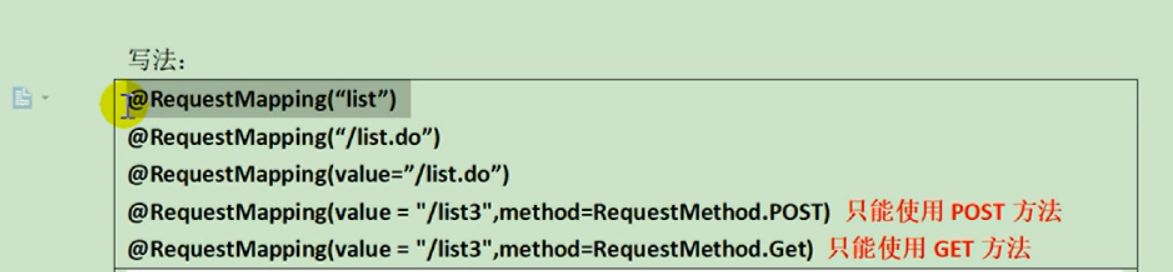 写法：
@RequestMapping(“list”)
@RequestMapping(“/list.do”)
@RequestMapping(value=”/list.do”)
@RequestMapping(value = "/list3",method=RequestMethod.POST) 只能使用 POST 方法
@RequestMapping(value = "/list3",method=RequestMethod.Get) 只能使用 GET 方法